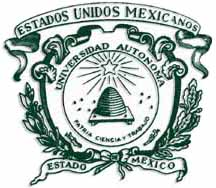 ESTADOS UNIDOS MEXICANOS
UNIVERSIDAD AUTONOMA
PATRIA CIENCIA Y TRABAJO
ESTADO MEXICO